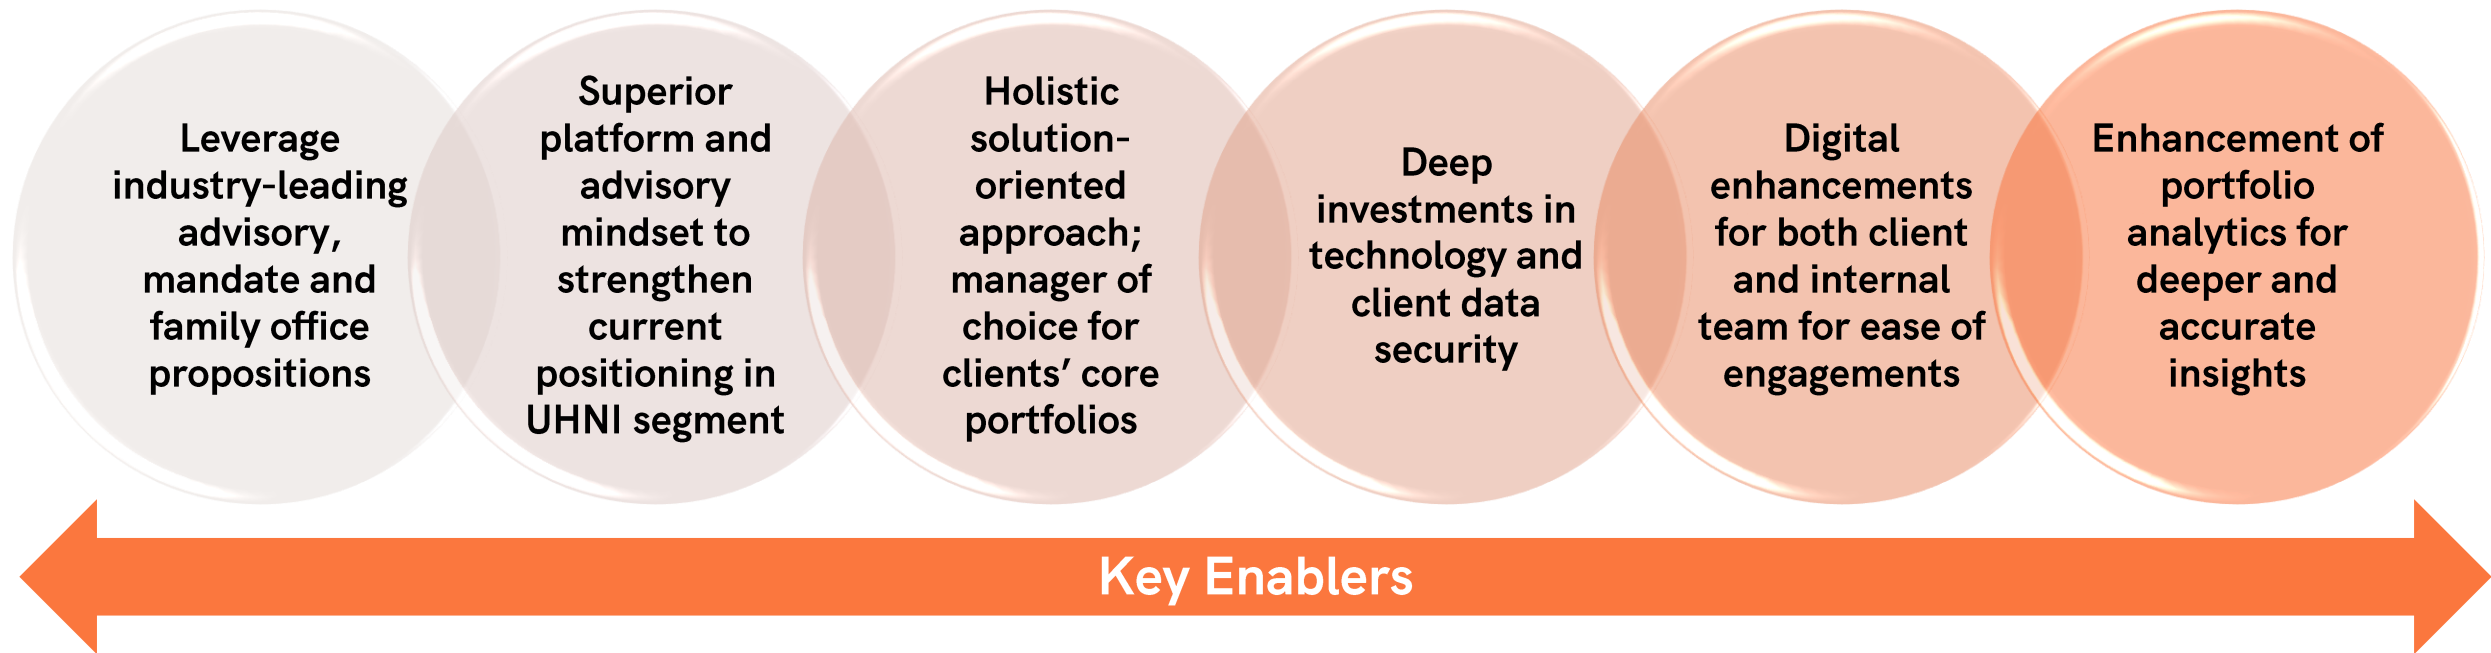 Leverage
industry-leading
advisory,
mandate and
family office
propositions
Superior
platform and
advisory
mindset to
strengthen
current
positioning in
UHNI segment
Holistic
solution-
oriented
approach;
manager of
choice for
clients’ core
portfolios
Deep
investments in
technology and
client data
security
Digital
enhancements
for both client
and internal
team for ease of
engagements
Enhancement of
portfolio
analytics for
deeper and
accurate
insights
Key Enablers